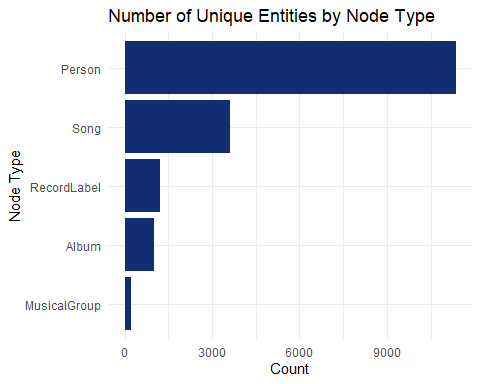 Number of Unique Entities by Node Type
Node Type
Person
Song
RecordLabel
Album
MusicalGroup
0 3000 6000 9000
Count